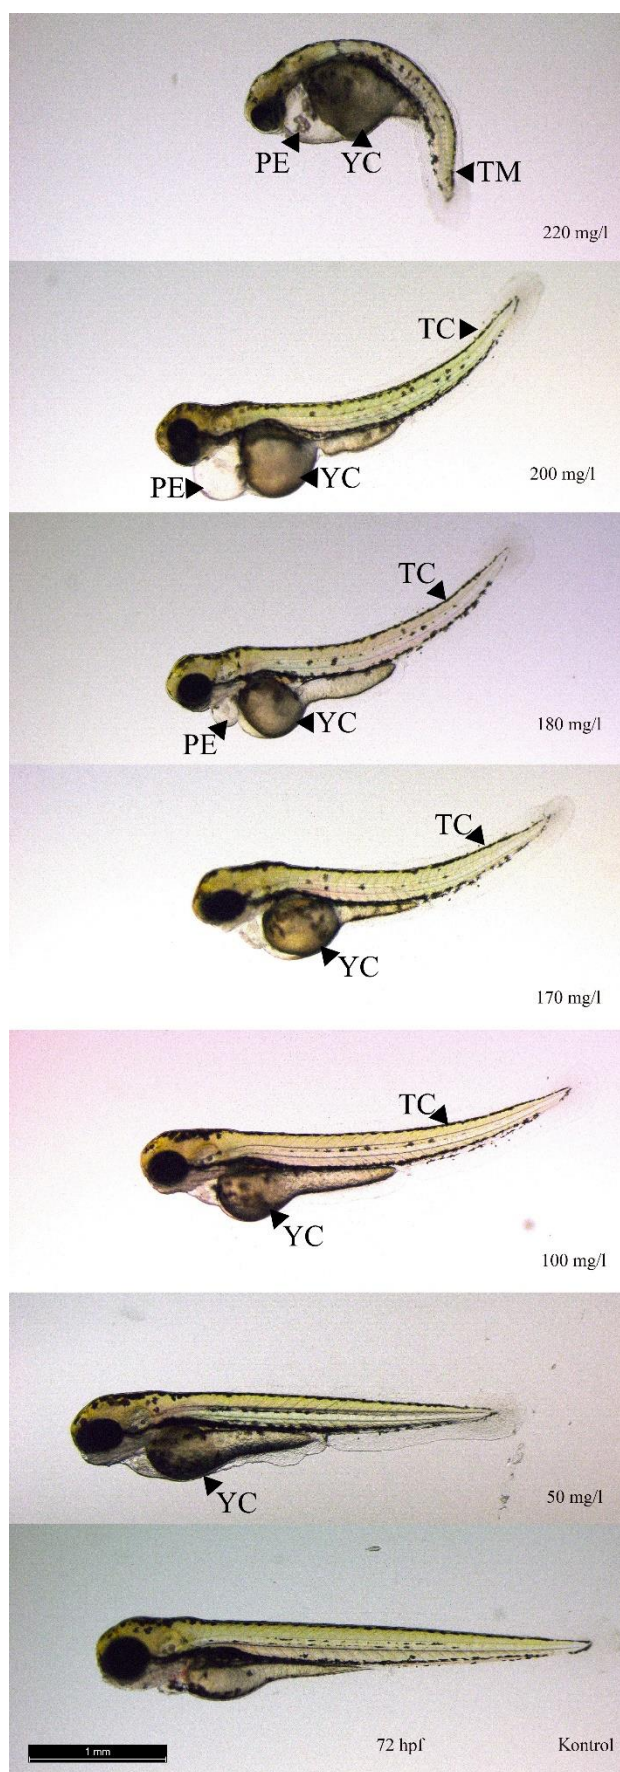 PE YC TM
220 mg/l
TC
PE YC
200 mg/l
TC
PE YC
180 mg/l
TC
YC
170 mg/l
TC
YC
100 mg/l
YC
50 mg/l
1 mm
72 hpf Kontrol